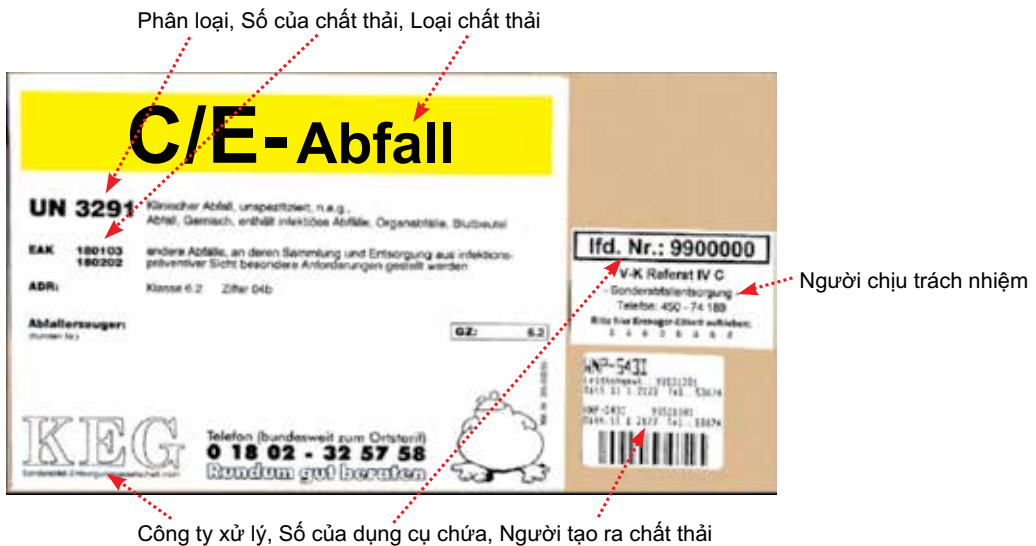 Phân loại, Số của chất thải, Loại chất thải
C/E- Abfall
UN 3291 Klinischer Abfall, unspezifiziert, n.a.g.,
Abfall, Gemisch, enthält infektiöse Abfälle, Organabfälle, Blutbeutel
EAK 180103 andere Abfälle, an deren Sammlung und Entsorgung aus infektions-
180202 präventiver Sicht besondere Anforderungen gestellt werden
ADR: Klasse 6.2 Ziffer 04b
Abfallerzeuger:
GZ: 6.2
KEG
Telefon (bundesweit zum Ortstarif)
0 18 02 - 32 57 58
Rundum gut beraten
lfd. Nr.: 9900000
V-K Referat IV C
- Sonderabfallentsorgung -
Telefon: 450 - 74 189
Người chịu trách nhiệm
Công ty xử lý, Số của dụng cụ chứa, Người tạo ra chất thải